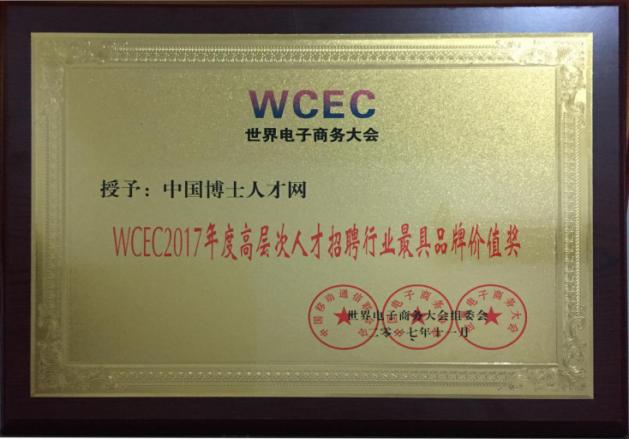 WCEC
世界电子商务大会
授予：中国博士人才网
WCEC2017年度高层次人才招聘行业最具品牌价值奖
世界电子商务大会组委会
二零一七年十一月